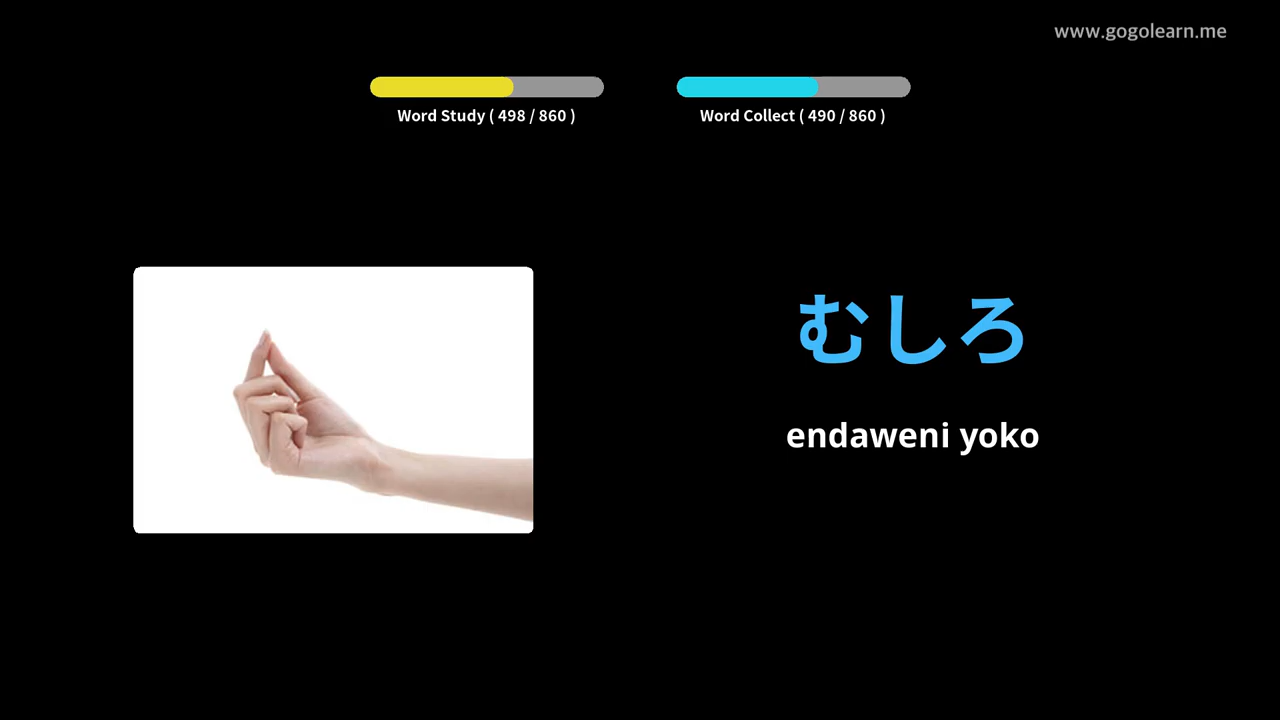 www.gogolearn.me
Word Study ( 498 / 860 )
Word Collect ( 490 / 860 )
むしろ
endaweni yoko